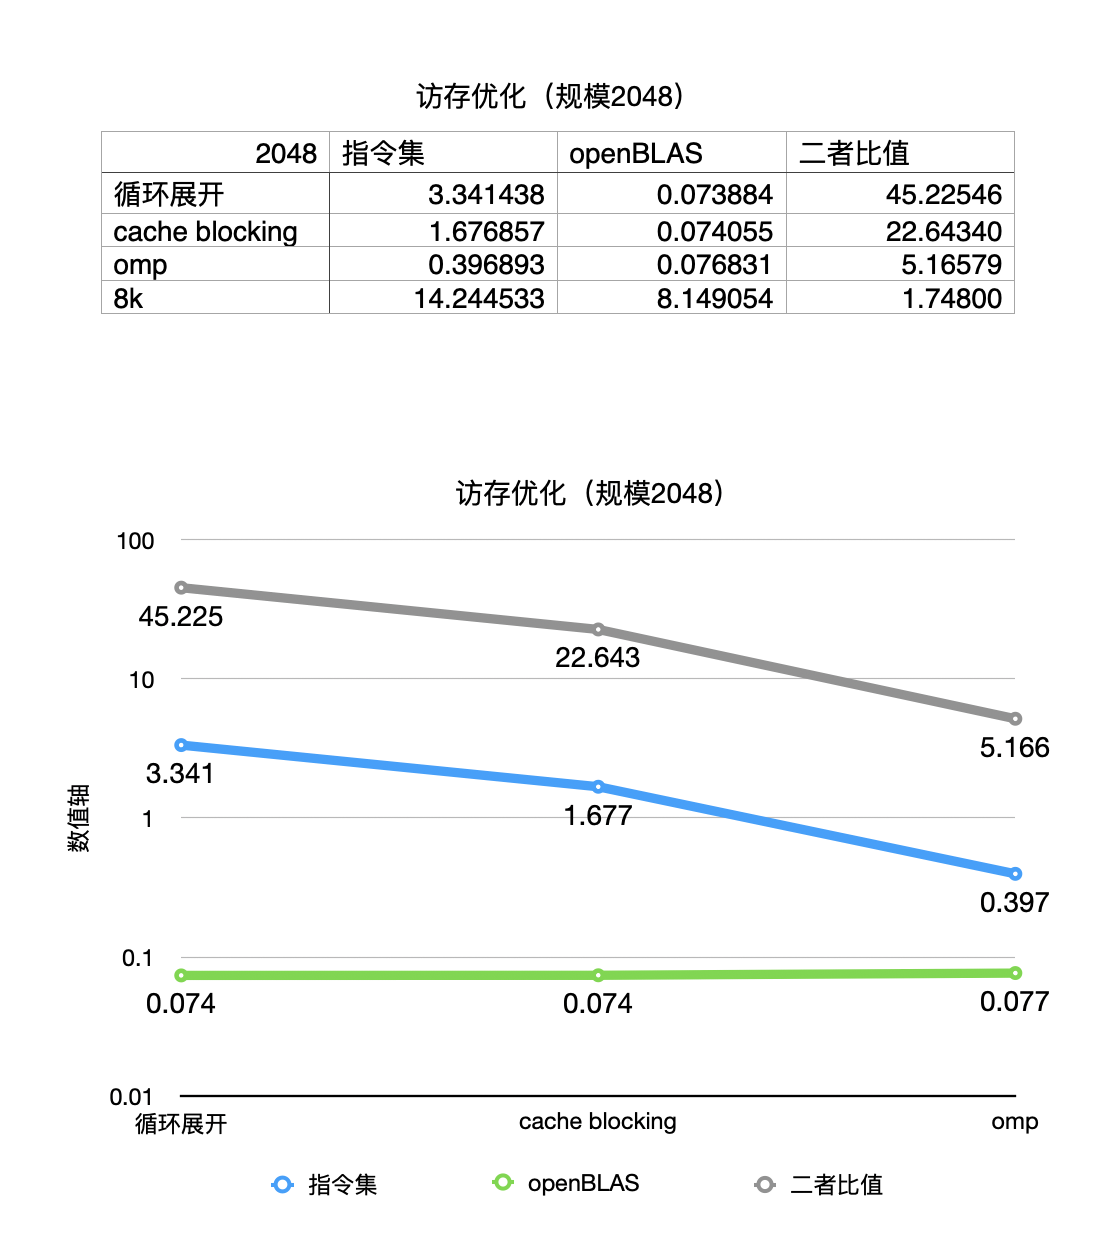 访存优化（规模2048）
2048 指令集 openBLAS 二者比值
循环展开 3.341438 0.073884 45.22546
cache blocking 1.676857 0.074055 22.64340
omp 0.396893 0.076831 5.16579
8k 14.244533 8.149054 1.74800
访存优化（规模2048）
100
45.225
22.643
10
5.166
3.341
1.677
1
数值轴
0.397
0.1
0.074 0.074 0.077
0.01
循环展开 cache blocking omp
指令集 openBLAS 二者比值